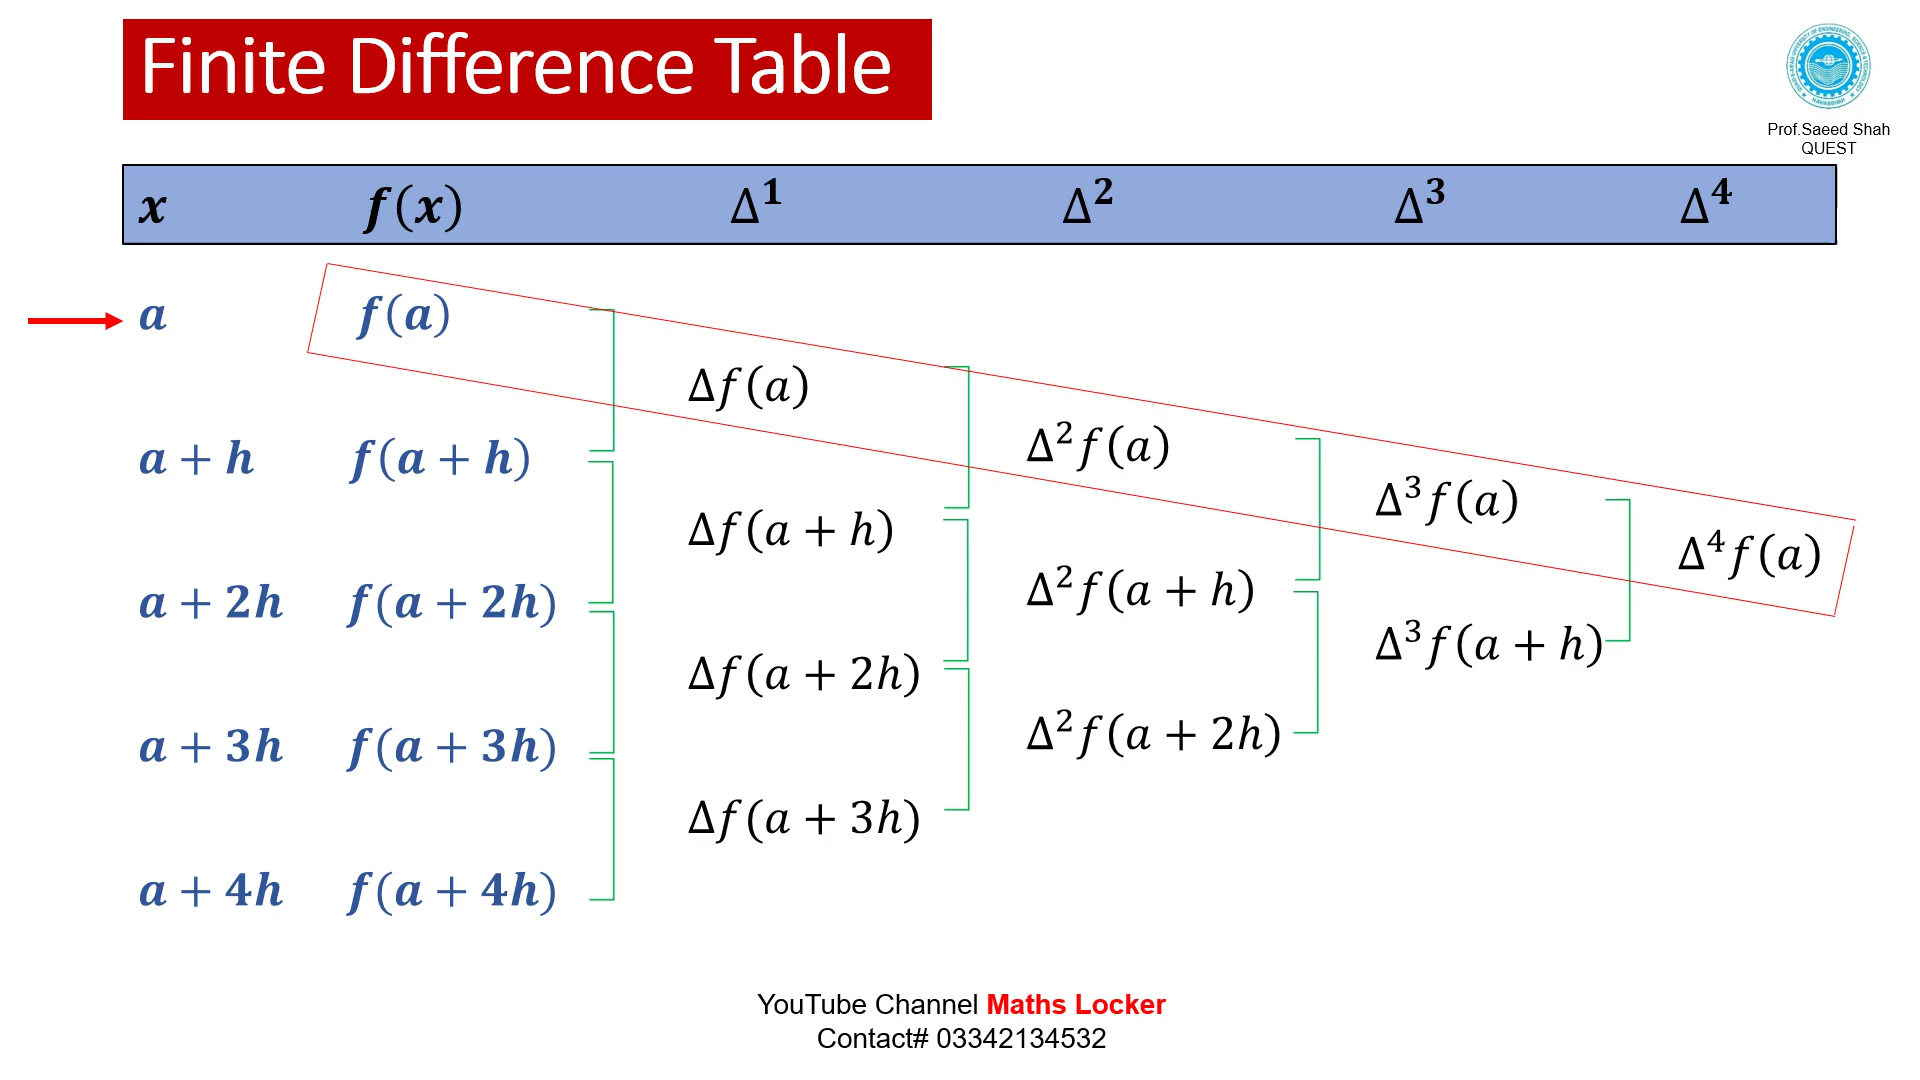 Finite Difference Table
Prof.Saeed Shah
QUEST
x f(x) Δ¹ Δ² Δ³ Δ⁴
a f(a)
Δf(a)
Δ²f(a)
a + h f(a + h)
Δ³f(a)
Δf(a + h)
Δ⁴f(a)
Δ²f(a + h)
a + 2h f(a + 2h)
Δ³f(a + h)
Δf(a + 2h)
Δ²f(a + 2h)
a + 3h f(a + 3h)
Δf(a + 3h)
a + 4h f(a + 4h)
YouTube Channel Maths Locker
Contact# 03342134532